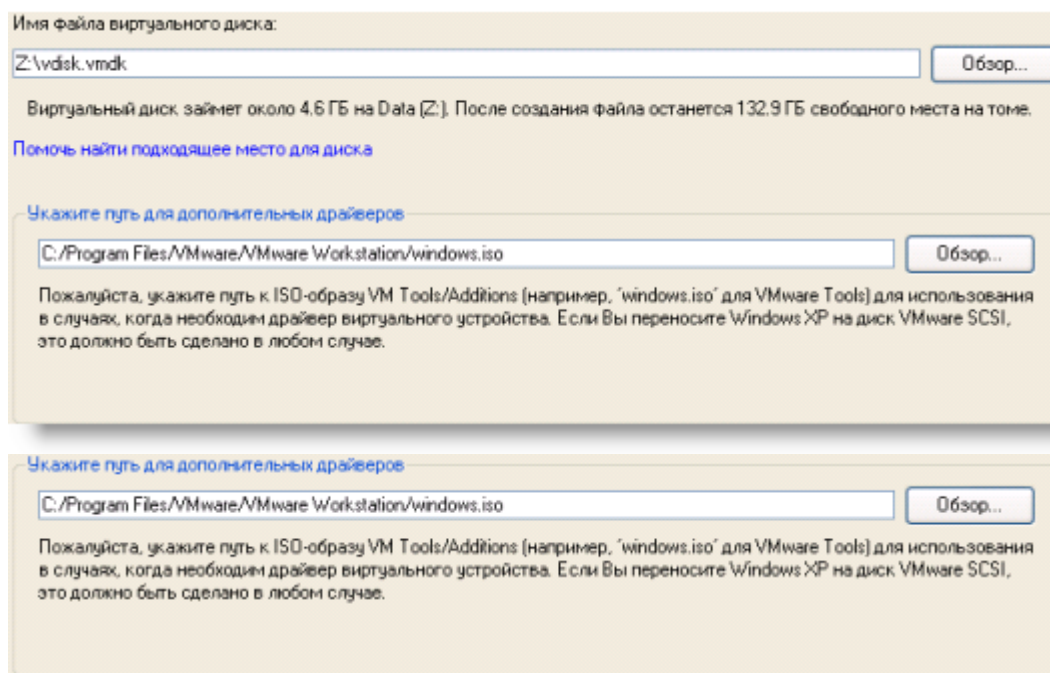 Имя файла виртуального диска:
Z:\vdisk.vmdk
Обзор...
Виртуальный диск займет около 4.6 ГБ на Data (Z:). После создания файла останется 132.9 ГБ свободного места на томе.
Помочь найти подходящее место для диска
Укажите путь для дополнительных драйверов
C:/Program Files/VMware/VMware Workstation/windows.iso
Обзор...
Пожалуйста, укажите путь к ISO-образу VM Tools/Additions (например, 'windows.iso' для VMware Tools) для использования
в случаях, когда необходим драйвер виртуального устройства. Если Вы переносите Windows XP на диск VMware SCSI,
это должно быть сделано в любом случае.
Укажите путь для дополнительных драйверов
C:/Program Files/VMware/VMware Workstation/windows.iso
Обзор...
Пожалуйста, укажите путь к ISO-образу VM Tools/Additions (например, 'windows.iso' для VMware Tools) для использования
в случаях, когда необходим драйвер виртуального устройства. Если Вы переносите Windows XP на диск VMware SCSI,
это должно быть сделано в любом случае.